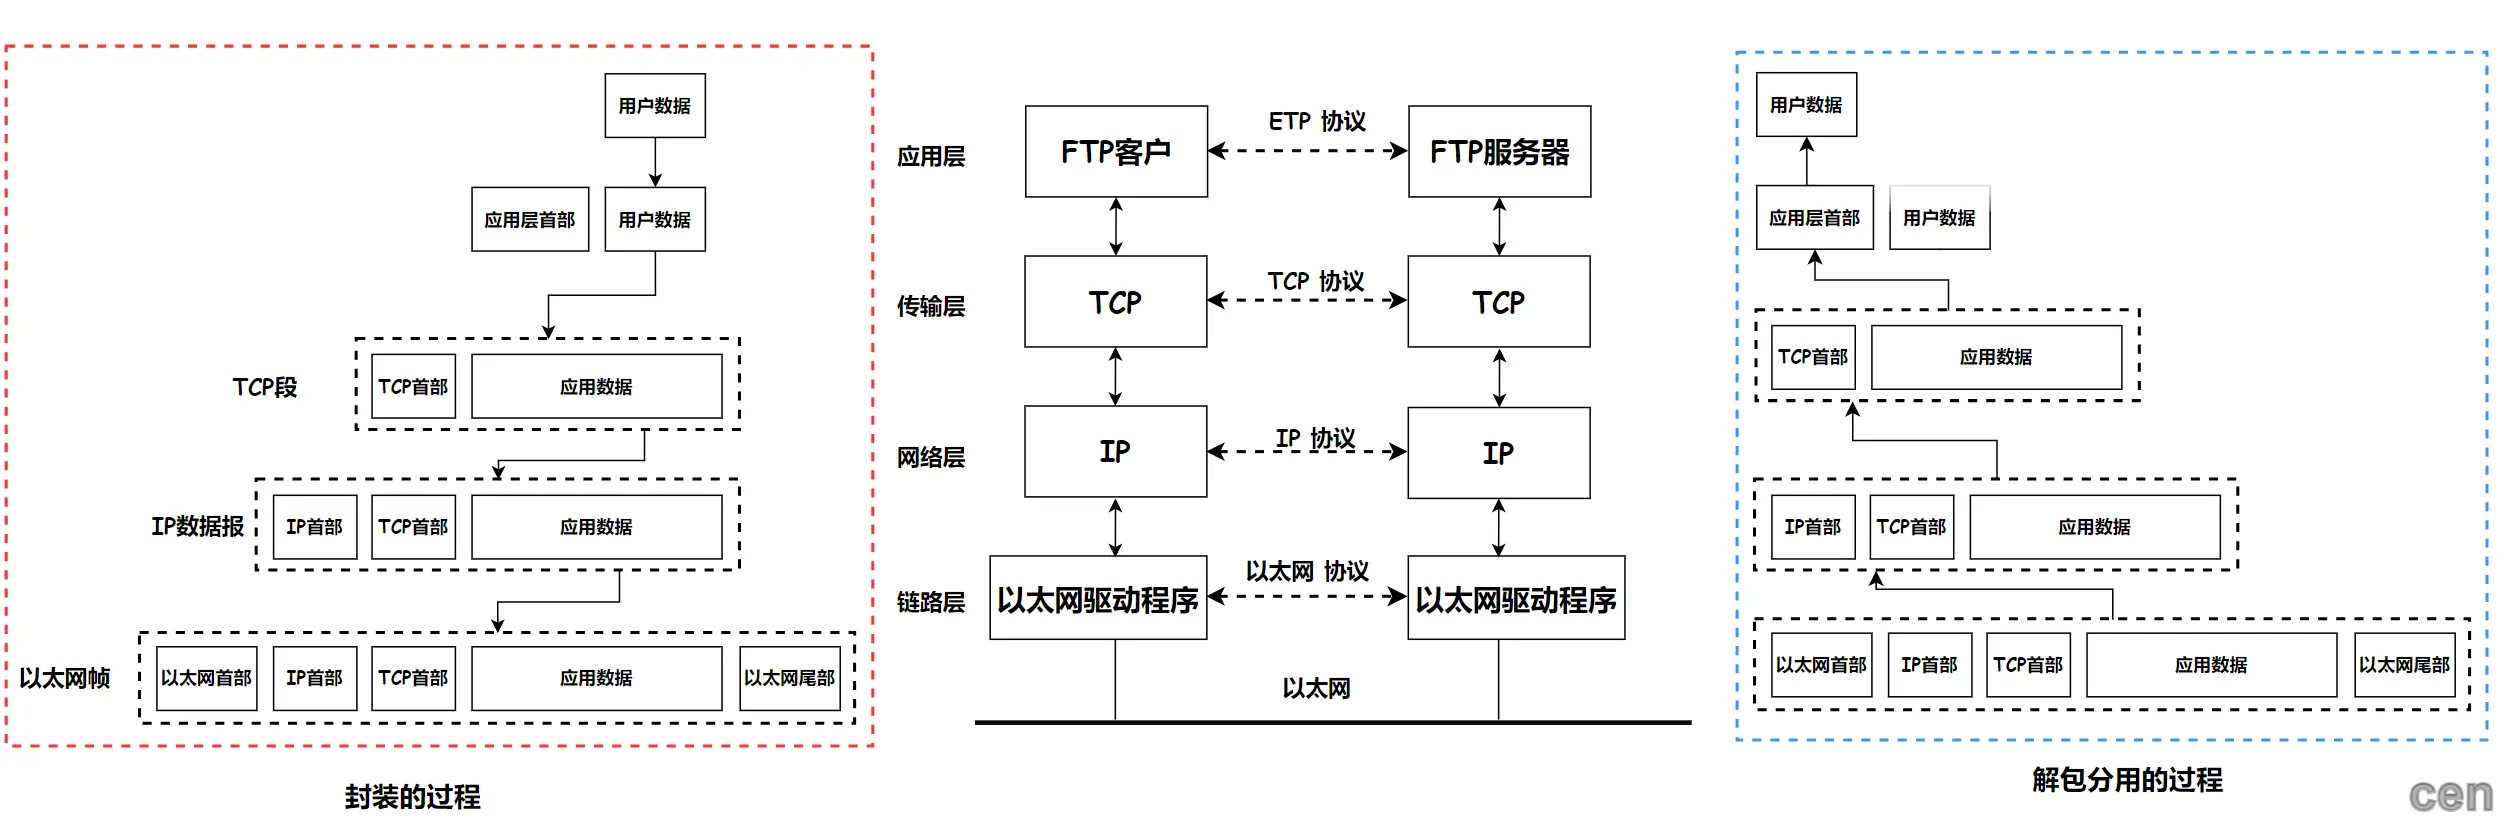 用户数据
应用层首部 用户数据
TCP段 TCP首部 应用数据
IP数据报 IP首部 TCP首部 应用数据
以太网帧 以太网首部 IP首部 TCP首部 应用数据 以太网尾部
封装的过程
应用层 FTP客户 ETP 协议 FTP服务器
传输层 TCP TCP 协议 TCP
网络层 IP IP 协议 IP
链路层 以太网驱动程序 以太网 协议 以太网驱动程序
以太网
用户数据
应用层首部 用户数据
TCP首部 应用数据
IP首部 TCP首部 应用数据
以太网首部 IP首部 TCP首部 应用数据 以太网尾部
解包分用的过程
cen